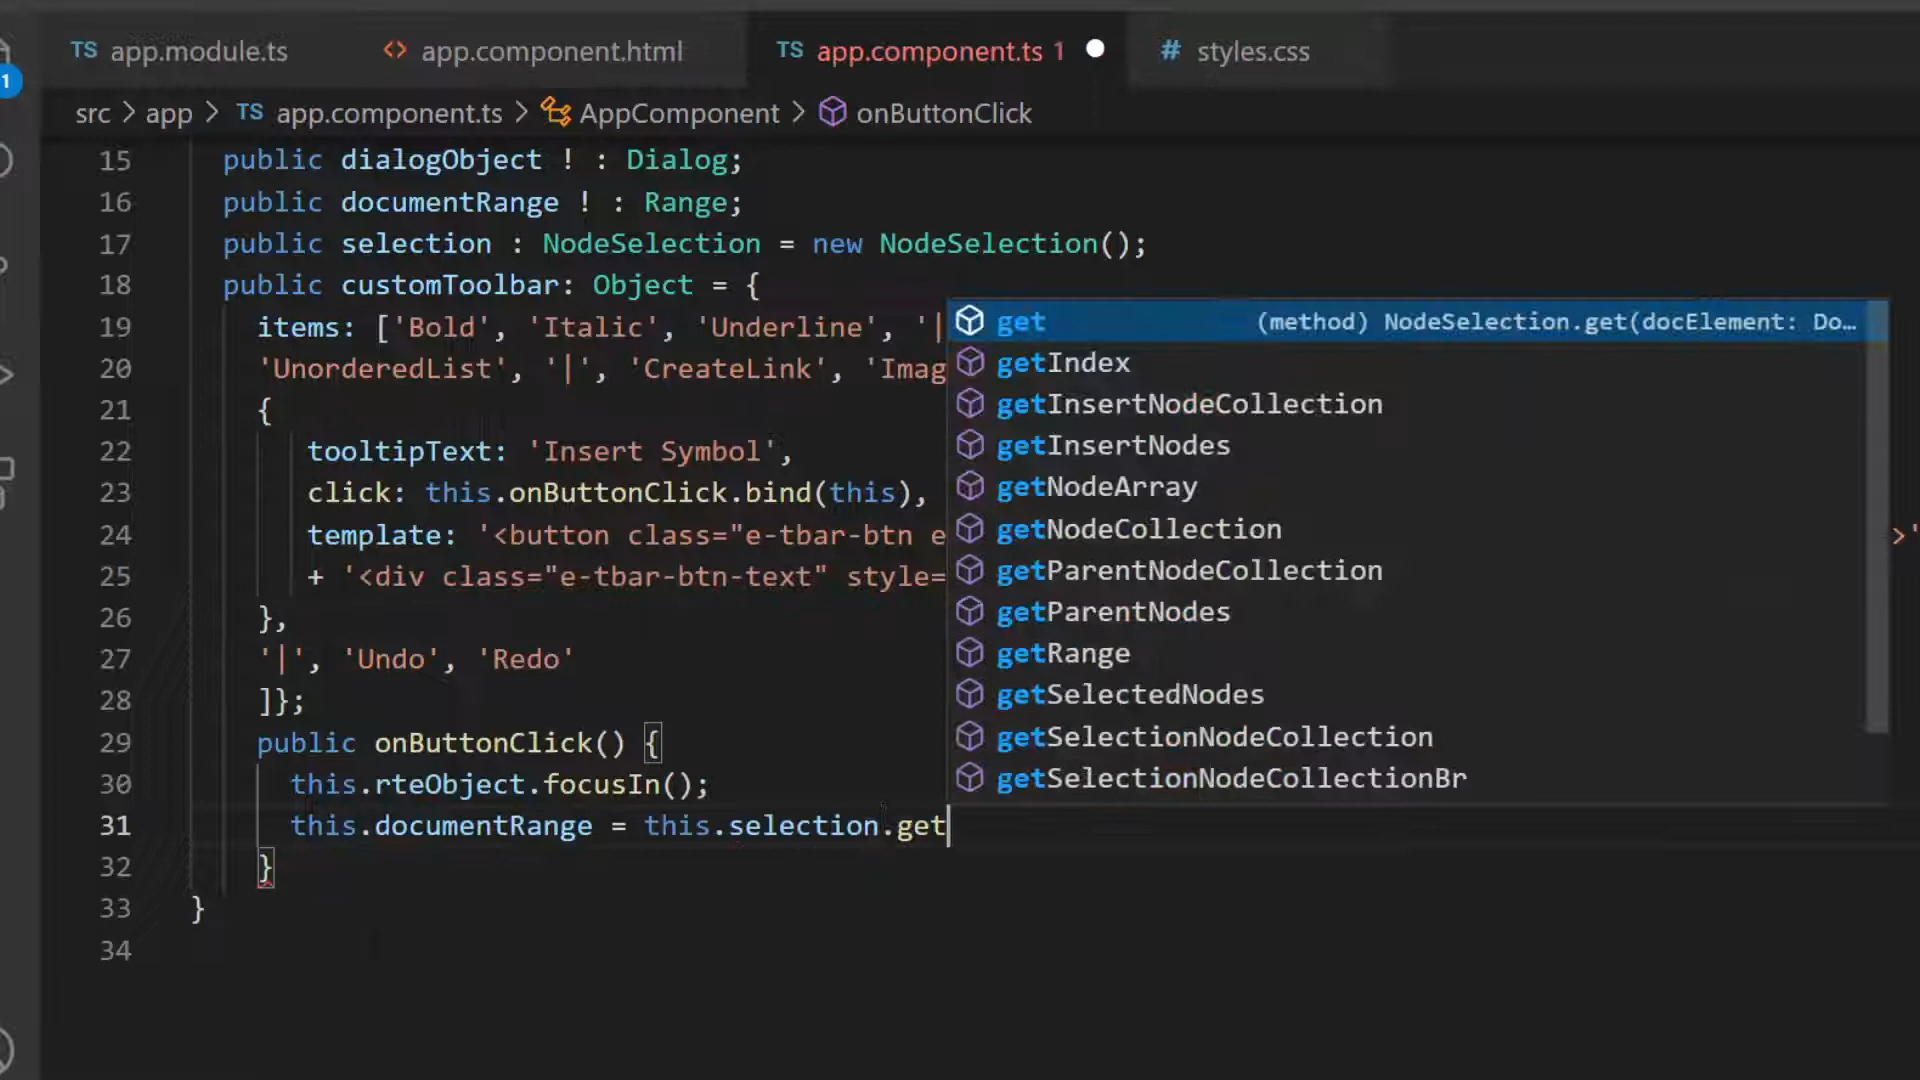 TS app.module.ts <> app.component.html TS app.component.ts 1 # styles.css
1
src > app > TS app.component.ts > AppComponent > onButtonClick
15 public dialogObject ! : Dialog;
16 public documentRange ! : Range;
17 public selection : NodeSelection = new NodeSelection();
18 public customToolbar: Object = {
19 items: ['Bold', 'Italic', 'Underline', '|
20 'UnorderedList', '|', 'CreateLink', 'Imag
21 {
22 tooltipText: 'Insert Symbol',
23 click: this.onButtonClick.bind(this),
24 template: '<button class="e-tbar-btn e >'
25 + '<div class="e-tbar-btn-text" style=
26 },
27 '|', 'Undo', 'Redo'
28 ]};
29 public onButtonClick() {
30 this.rteObject.focusIn();
31 this.documentRange = this.selection.get
32 }
33 }
34
get (method) NodeSelection.get(docElement: Do…
getIndex
getInsertNodeCollection
getInsertNodes
getNodeArray
getNodeCollection
getParentNodeCollection
getParentNodes
getRange
getSelectedNodes
getSelectionNodeCollection
getSelectionNodeCollectionBr